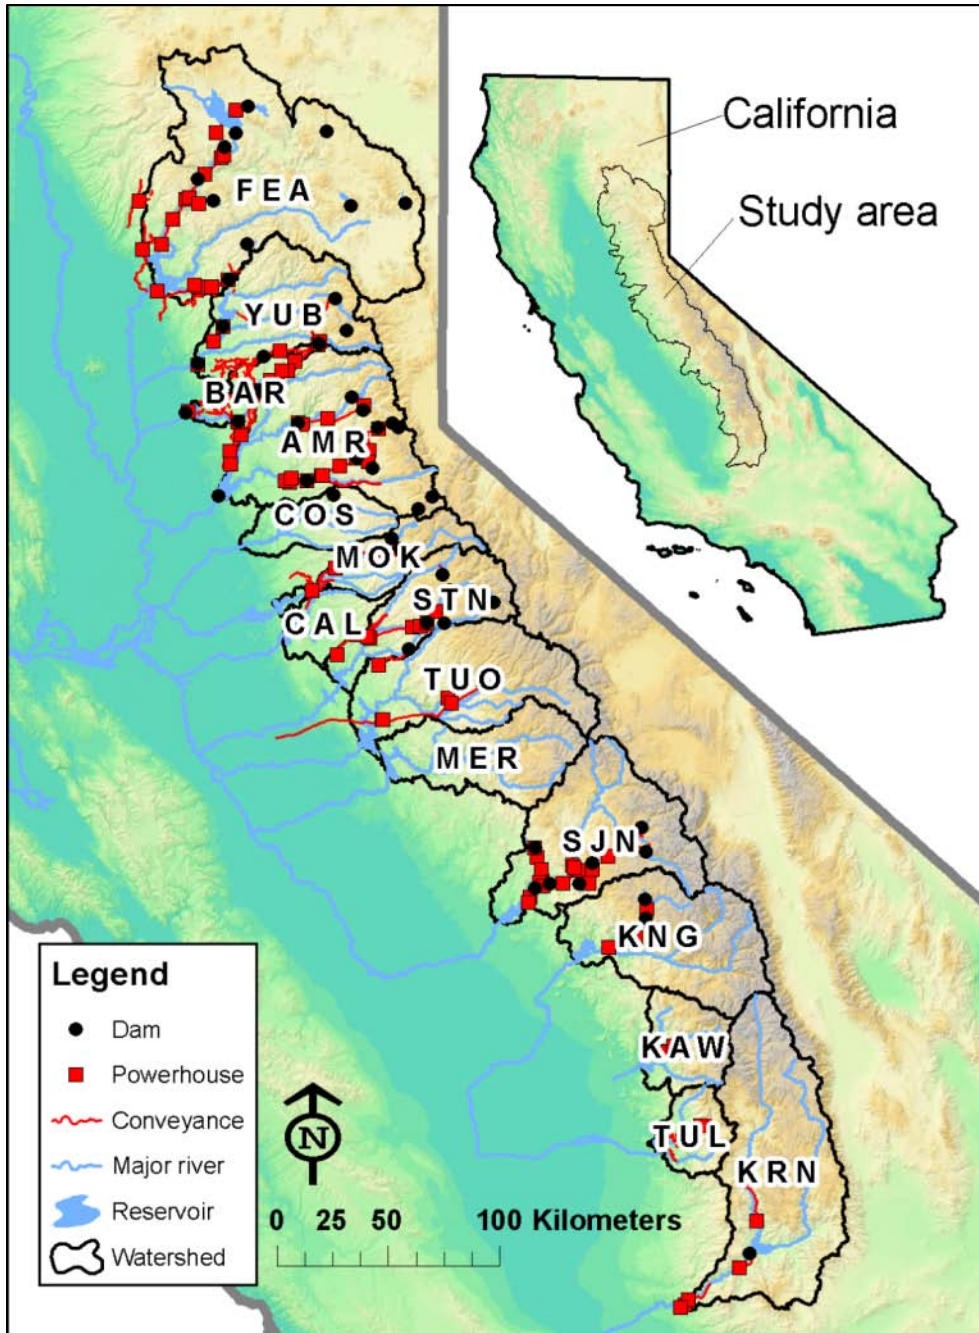 California
Study area
FEA
YUB
BAR
AMR
COS
MOK
STN
CAL
TUO
MER
SJN
KNG
KAW
TUL
KRN
Legend
Dam
Powerhouse
Conveyance
Major river
Reservoir
Watershed
N
0 25 50 100 Kilometers